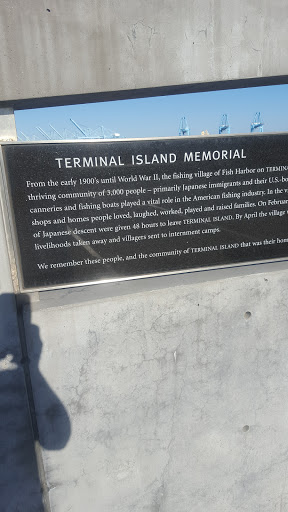 TERMINAL ISLAND MEMORIAL
From the early 1900's until World War II, the fishing village of Fish Harbor on TERMIN
thriving community of 3,000 people – primarily Japanese immigrants and their U.S.-bo
canneries and fishing boats played a vital role in the American fishing industry. In the v
shops and homes people loved, laughed, worked, played and raised families. On Februar
of Japanese descent were given 48 hours to leave TERMINAL ISLAND. By April the village
livelihoods taken away and villagers sent to internment camps.
We remember these people, and the community of TERMINAL ISLAND that was their hom